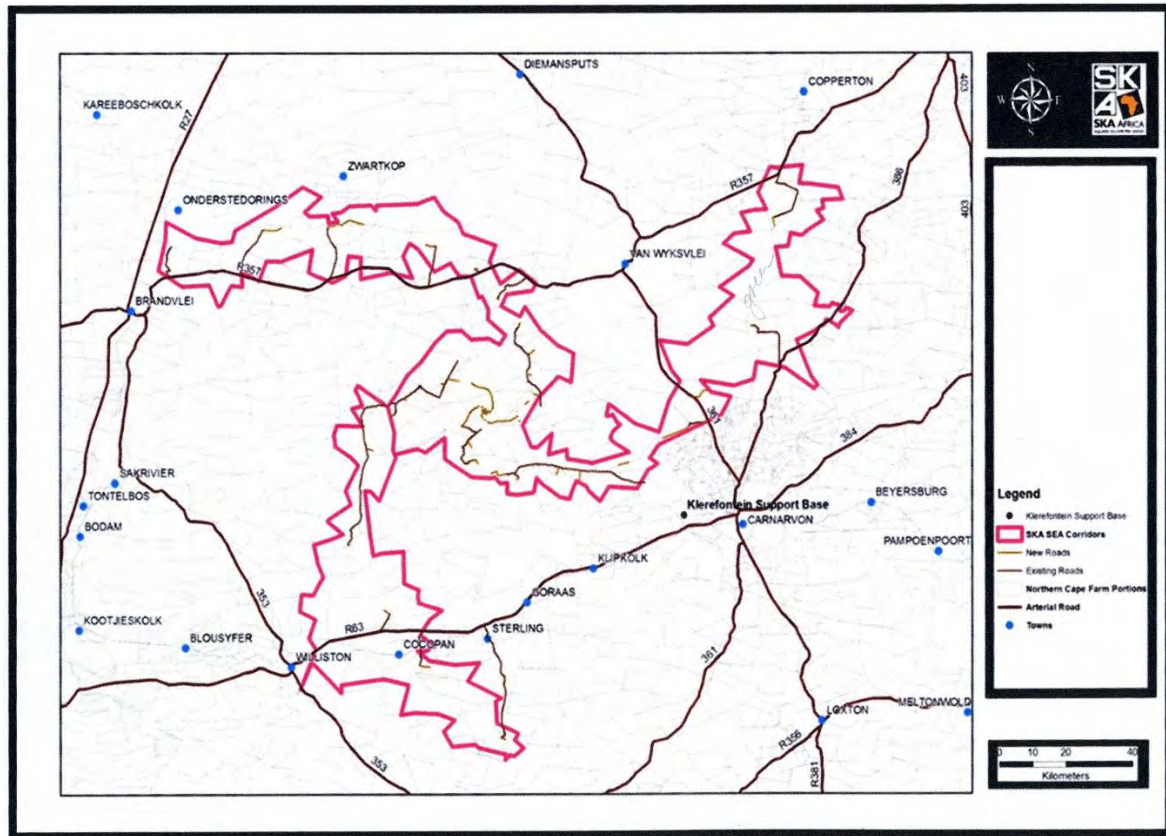 DIEMANSPUTS
COPPERTON
KAREEBOSCHKOLK
R27
403
ZWARTKOP
R357
386
403
ONDERSTEDORINGS
VAN WYKSVLEI
R357
BRANDVLEI
361
384
SAKRIVIER
TONTELBOS
BODAM
BEYERSBURG
Klerefontein Support Base
CARNARVON
PAMPOENPOORT
KLIPKOLK
353
GORAAS
KOOTJIESKOLK
BLOUSYFER
R63
STERLING
COCOPAN
WILLISTON
361
MELTONWOLD
LOXTON
R356
353
R381
W
E
N
S
SKA
SKA AFRICA
Legend
Klerefontein Support Base
SKA SEA Corridors
New Roads
Existing Roads
Northern Cape Farm Portions
Arterial Road
Towns
0 10 20 40
Kilometers